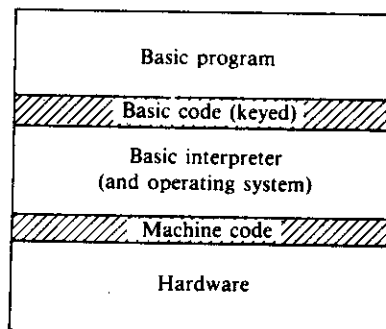 Basic program
Basic code (keyed)
Basic interpreter
(and operating system)
Machine code
Hardware